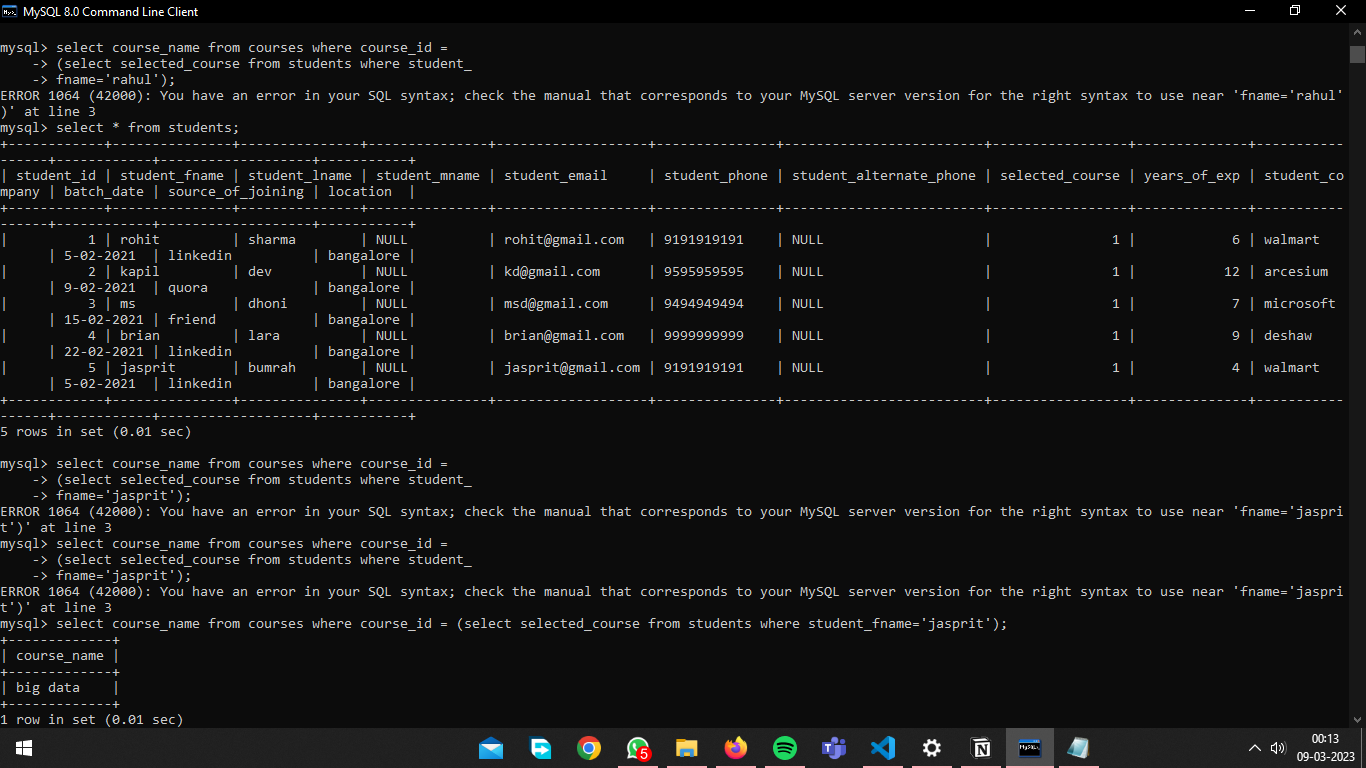 MySQL 8.0 Command Line Client
mysql> select course_name from courses where course_id =
    -> (select selected_course from students where student_
    -> fname='rahul');
ERROR 1064 (42000): You have an error in your SQL syntax; check the manual that corresponds to your MySQL server version for the right syntax to use near 'fname='rahul'
)' at line 3
mysql> select * from students;
+------------+---------------+---------------+---------------+-------------------+---------------+-------------------------+-----------------+--------------+-----------
------+------------+-------------------+-----------+
| student_id | student_fname | student_lname | student_mname | student_email     | student_phone | student_alternate_phone | selected_course | years_of_exp | student_co
mpany | batch_date | source_of_joining | location  |
+------------+---------------+---------------+---------------+-------------------+---------------+-------------------------+-----------------+--------------+-----------
------+------------+-------------------+-----------+
|          1 | rohit         | sharma        | NULL          | rohit@gmail.com   | 9191919191    | NULL                    |               1 |            6 | walmart
      | 5-02-2021  | linkedin          | bangalore |
|          2 | kapil         | dev           | NULL          | kd@gmail.com      | 9595959595    | NULL                    |               1 |           12 | arcesium
      | 9-02-2021  | quora             | bangalore |
|          3 | ms            | dhoni         | NULL          | msd@gmail.com     | 9494949494    | NULL                    |               1 |            7 | microsoft
      | 15-02-2021 | friend            | bangalore |
|          4 | brian         | lara          | NULL          | brian@gmail.com   | 9999999999    | NULL                    |               1 |            9 | deshaw
      | 22-02-2021 | linkedin          | bangalore |
|          5 | jasprit       | bumrah        | NULL          | jasprit@gmail.com | 9191919191    | NULL                    |               1 |            4 | walmart
      | 5-02-2021  | linkedin          | bangalore |
+------------+---------------+---------------+---------------+-------------------+---------------+-------------------------+-----------------+--------------+-----------
------+------------+-------------------+-----------+
5 rows in set (0.01 sec)
mysql> select course_name from courses where course_id =
    -> (select selected_course from students where student_
    -> fname='jasprit');
ERROR 1064 (42000): You have an error in your SQL syntax; check the manual that corresponds to your MySQL server version for the right syntax to use near 'fname='jaspri
t')' at line 3
mysql> select course_name from courses where course_id =
    -> (select selected_course from students where student_
    -> fname='jasprit');
ERROR 1064 (42000): You have an error in your SQL syntax; check the manual that corresponds to your MySQL server version for the right syntax to use near 'fname='jaspri
t')' at line 3
mysql> select course_name from courses where course_id = (select selected_course from students where student_fname='jasprit');
+-------------+
| course_name |
+-------------+
| big data    |
+-------------+
1 row in set (0.01 sec)
5
00:13
09-03-2023